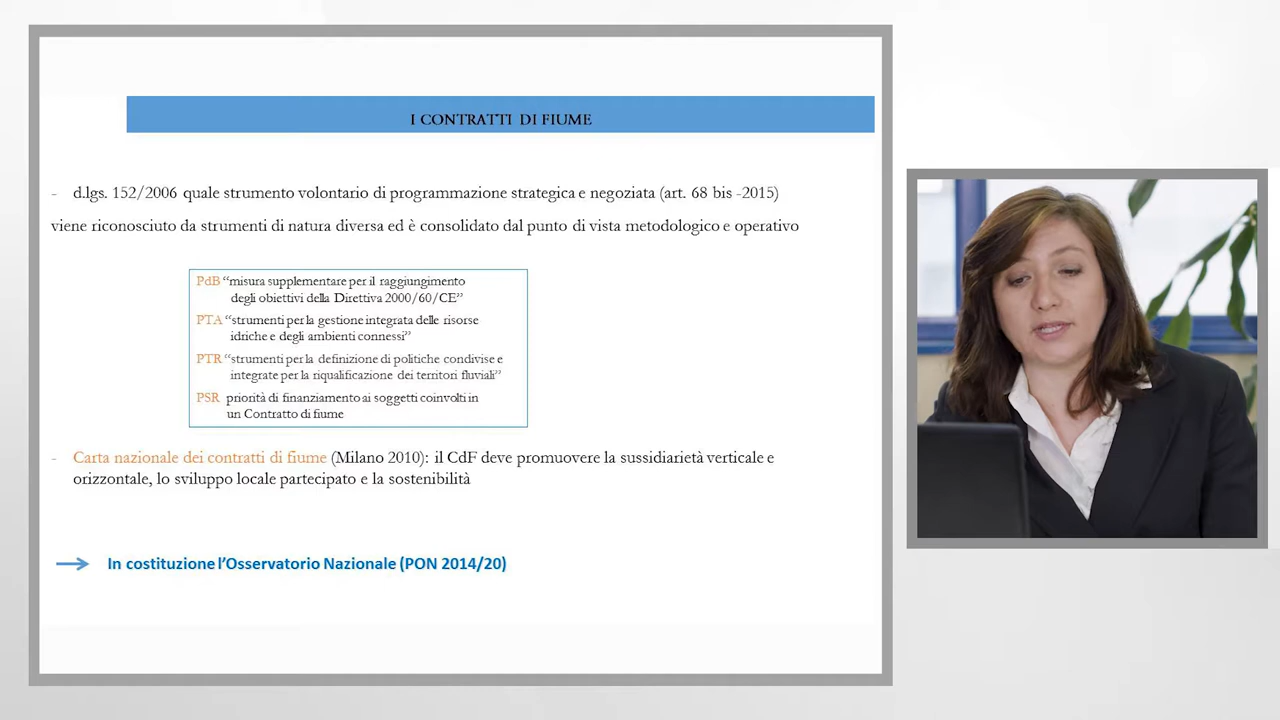 I CONTRATTI DI FIUME
- d.lgs. 152/2006 quale strumento volontario di programmazione strategica e negoziata (art. 68 bis -2015)
viene riconosciuto da strumenti di natura diversa ed è consolidato dal punto di vista metodologico e operativo
PdB “misura supplementare per il raggiungimento
degli obiettivi della Direttiva 2000/60/CE”
PTA “strumenti per la gestione integrata delle risorse
idriche e degli ambienti connessi”
PTR “strumenti per la definizione di politiche condivise e
integrate per la riqualificazione dei territori fluviali”
PSR priorità di finanziamento ai soggetti coinvolti in
un Contratto di fiume
- Carta nazionale dei contratti di fiume (Milano 2010): il CdF deve promuovere la sussidiarietà verticale e
orizzontale, lo sviluppo locale partecipato e la sostenibilità
In costituzione l’Osservatorio Nazionale (PON 2014/20)